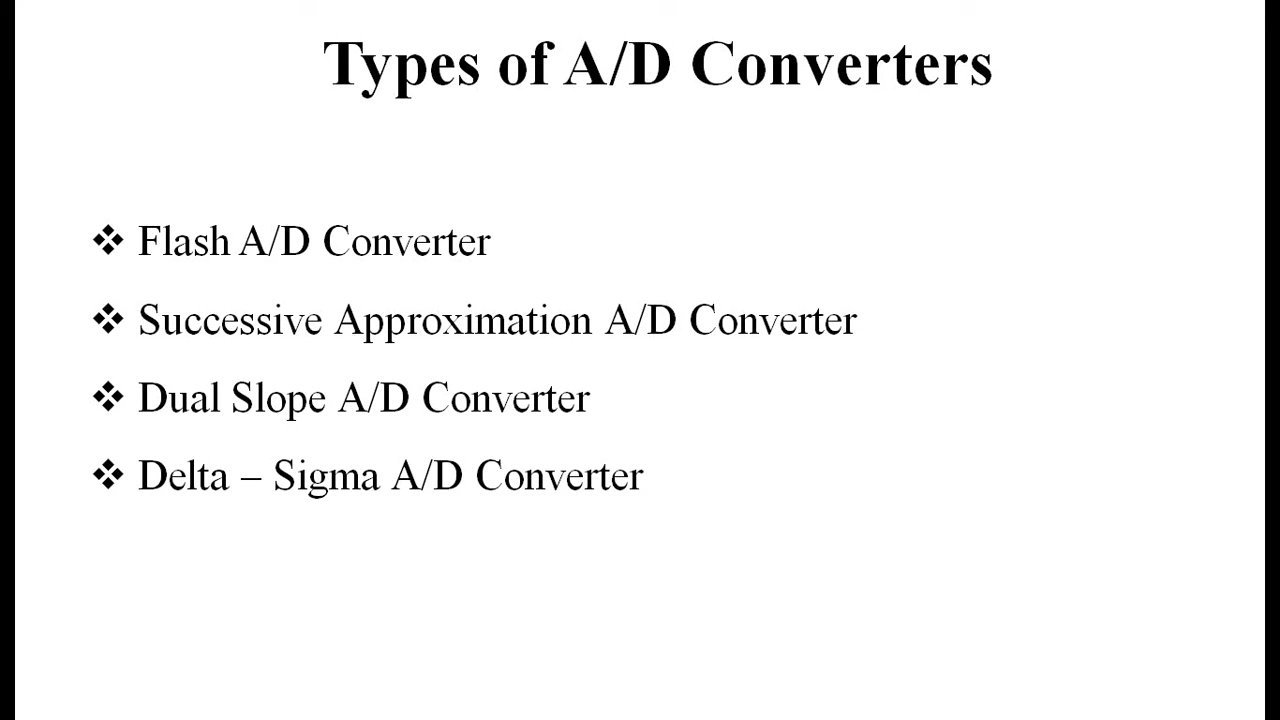 Types of A/D Converters
❖ Flash A/D Converter
❖ Successive Approximation A/D Converter
❖ Dual Slope A/D Converter
❖ Delta – Sigma A/D Converter